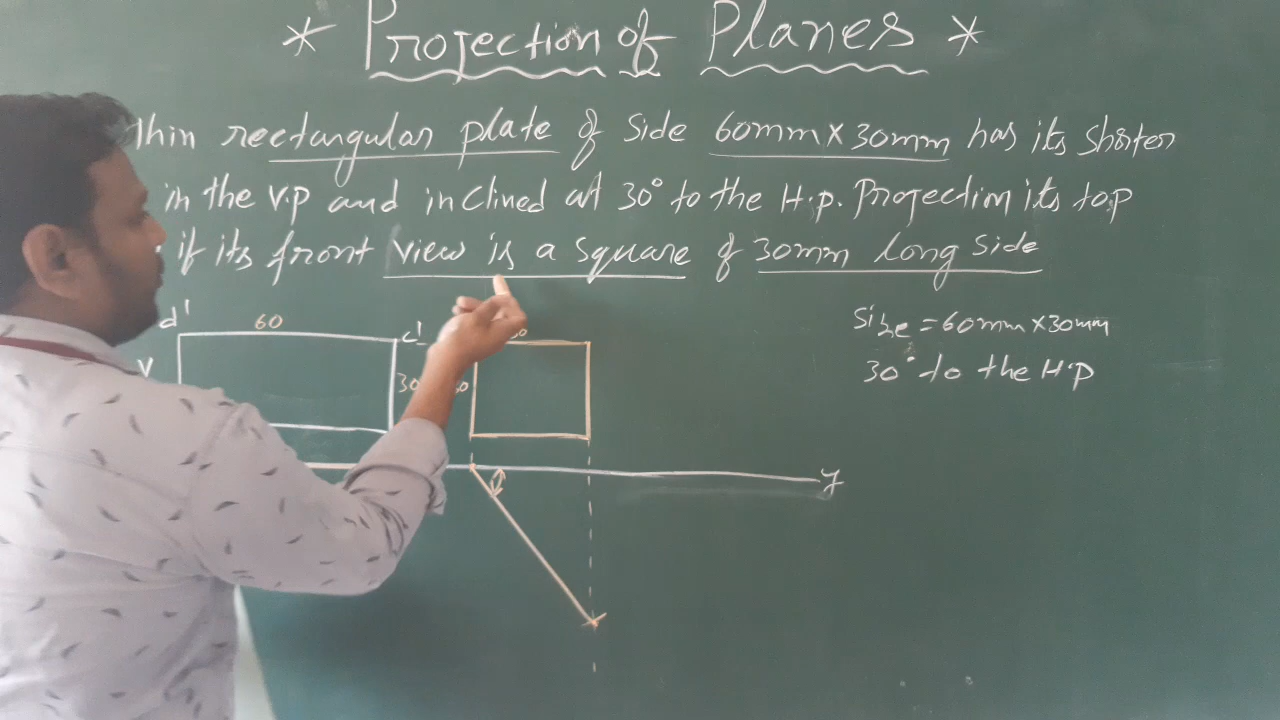 * Projection of Planes *
thin rectangular plate of side 60mm x 30mm has its shorter
in the V.P and inclined at 30° to the H.P. Projection its top
if its front view is a square of 30mm long side
d' 60 c'
Size = 60mm x 30mm
30° to the H.P
V
30
y